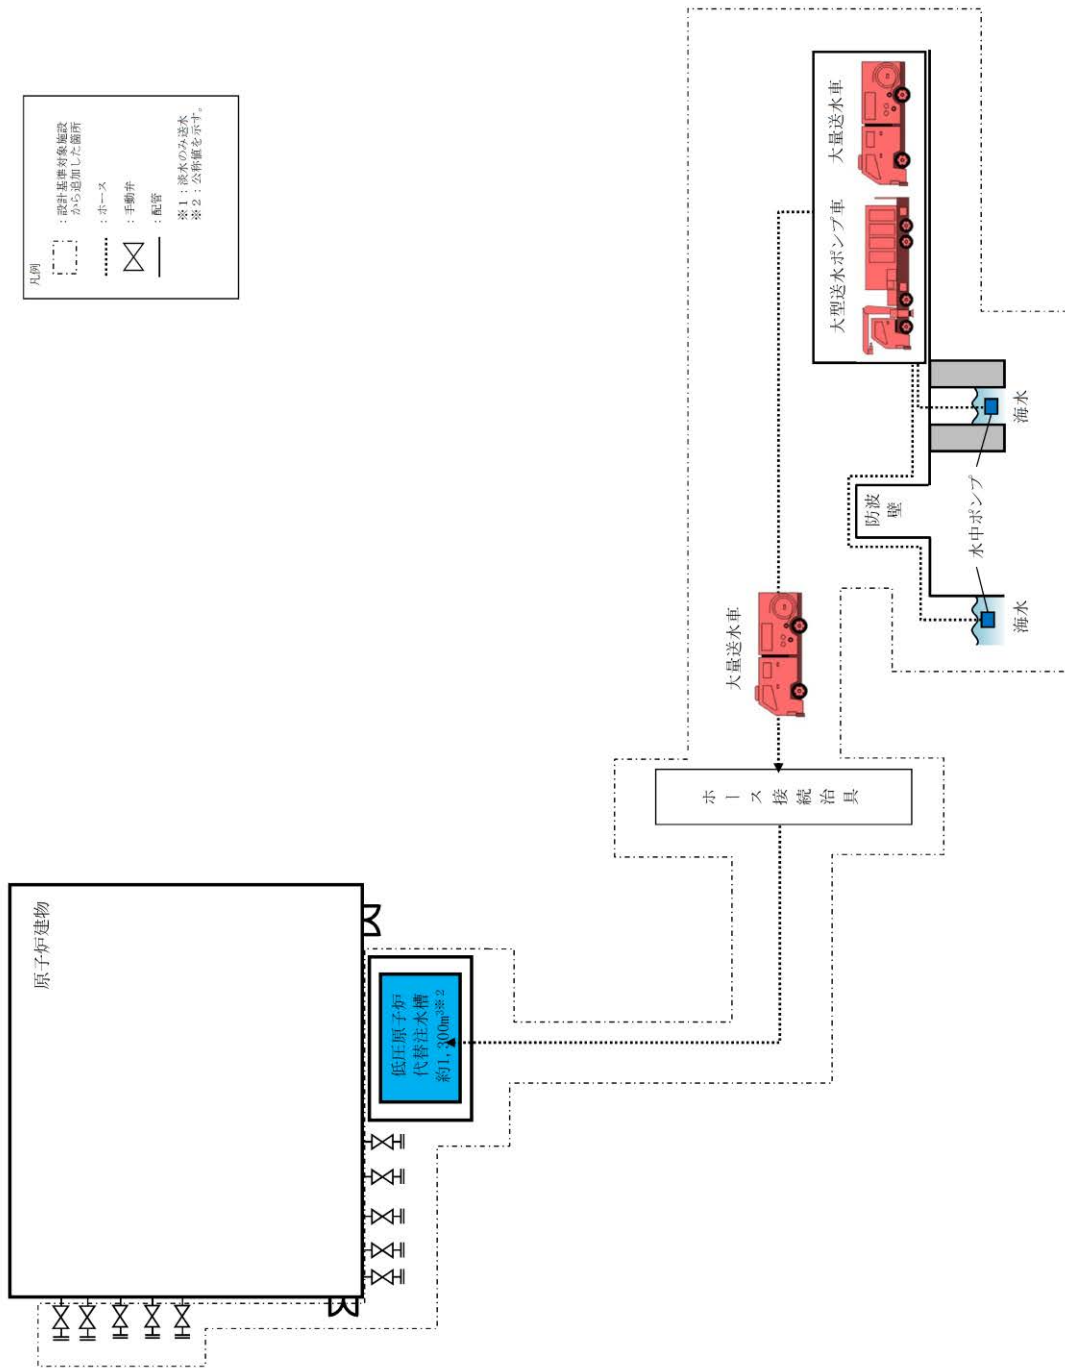 凡例
：設計基準対象施設
から追加した箇所
：ホース
：手動弁
：配管
※１：淡水のみ送水
※２：公称値を示す。
原子炉建物
低圧原子炉
代替注水槽
約1,300m³※２
ホース接続治具
大量送水車
大型送水ポンプ車
大量送水車
防波
壁
水中ポンプ
海水
海水